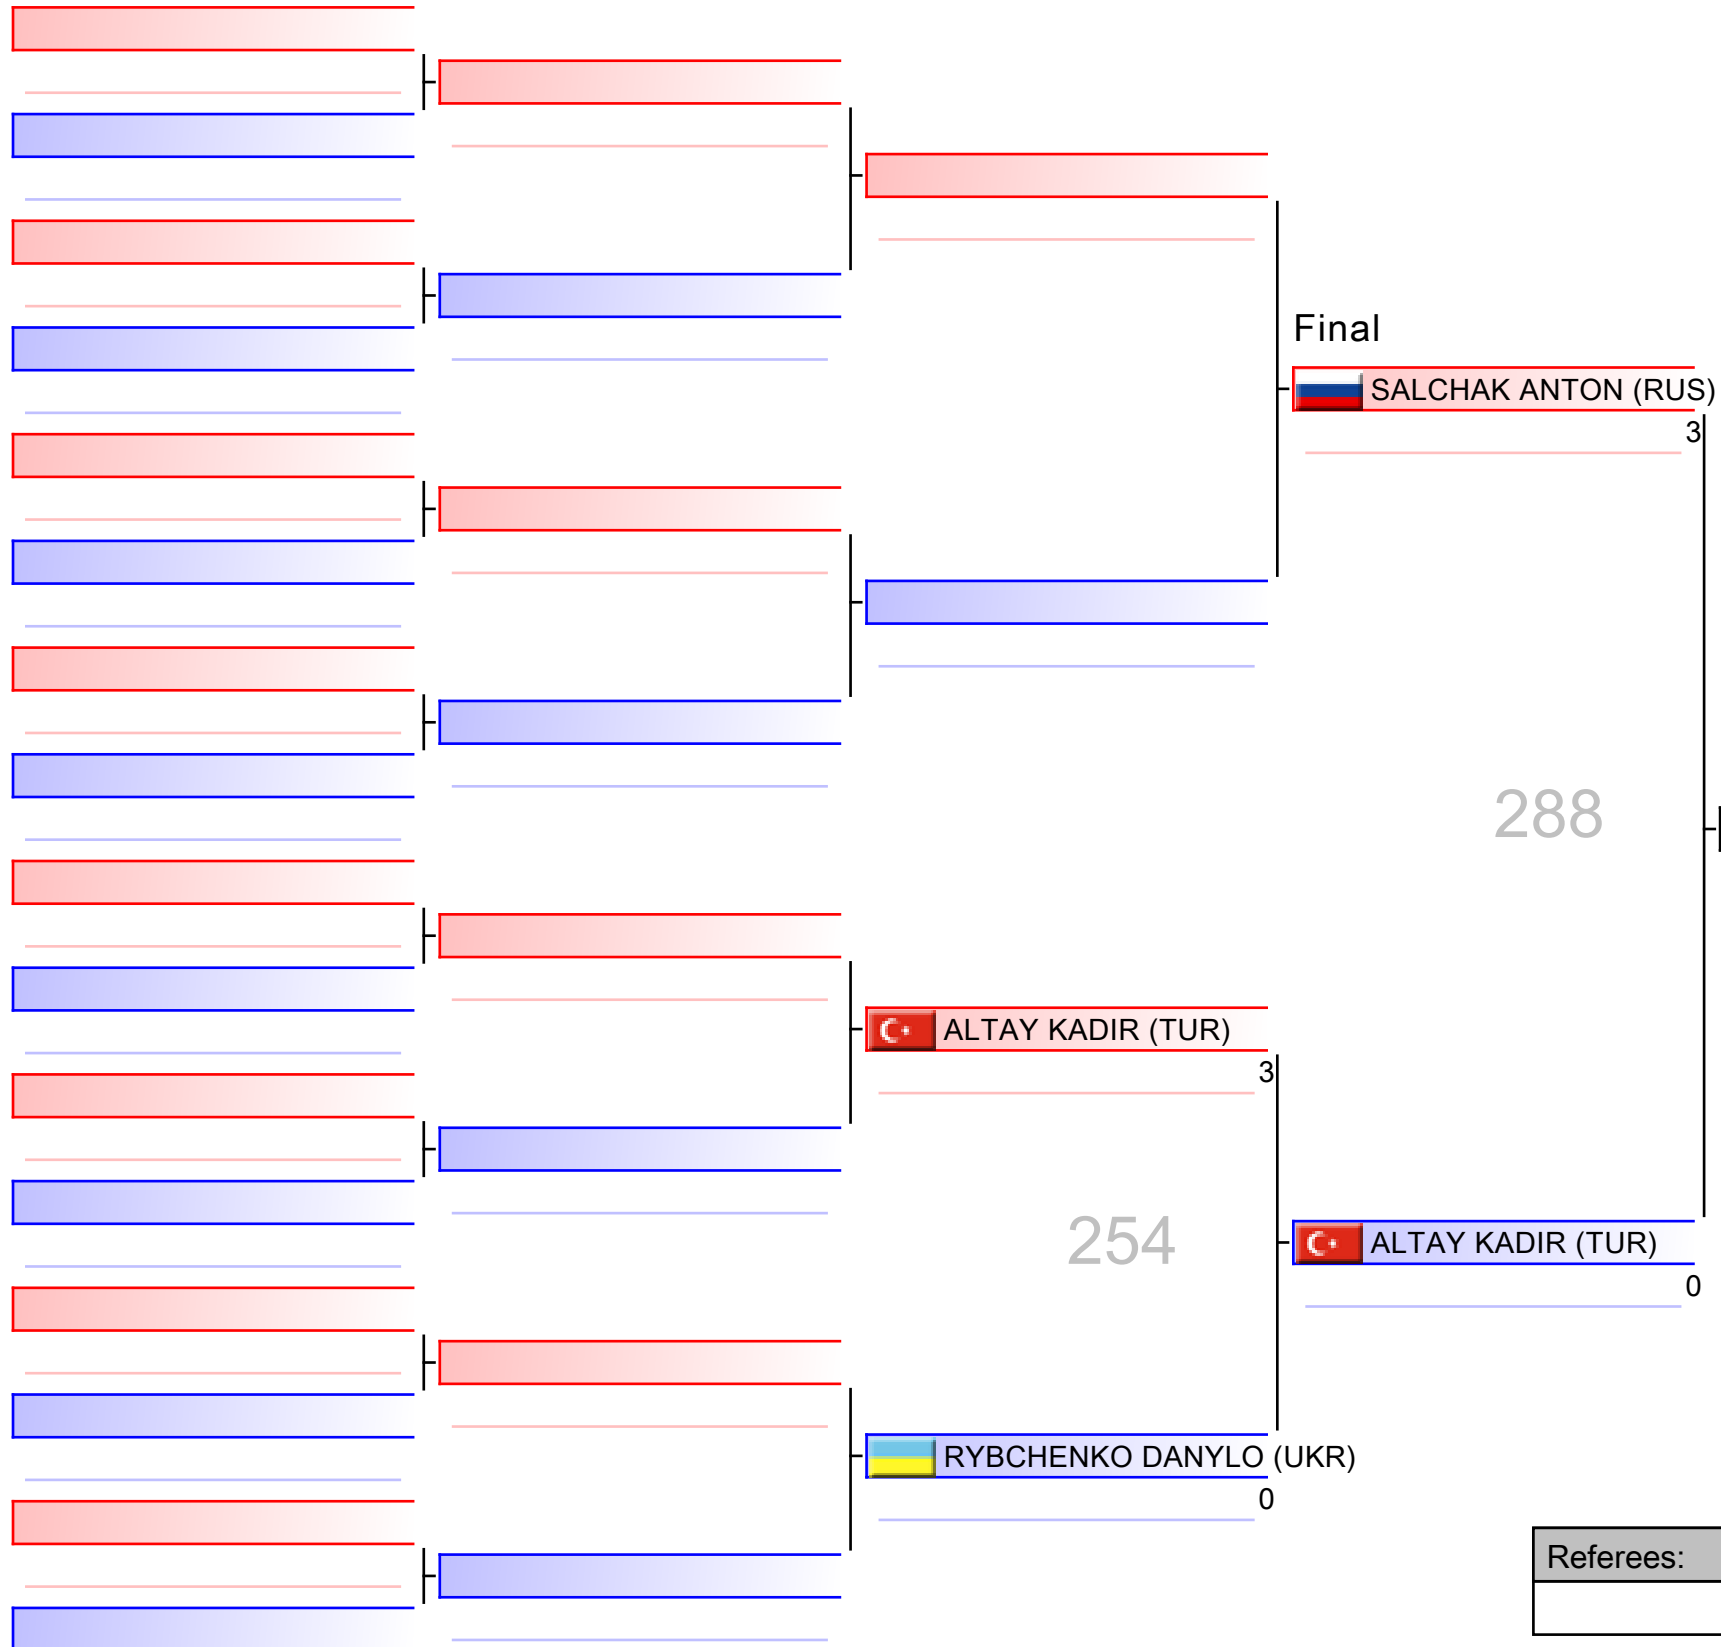 Final
SALCHAK ANTON (RUS)
3
288
ALTAY KADIR (TUR)
3
254
ALTAY KADIR (TUR)
0
RYBCHENKO DANYLO (UKR)
0
Referees: